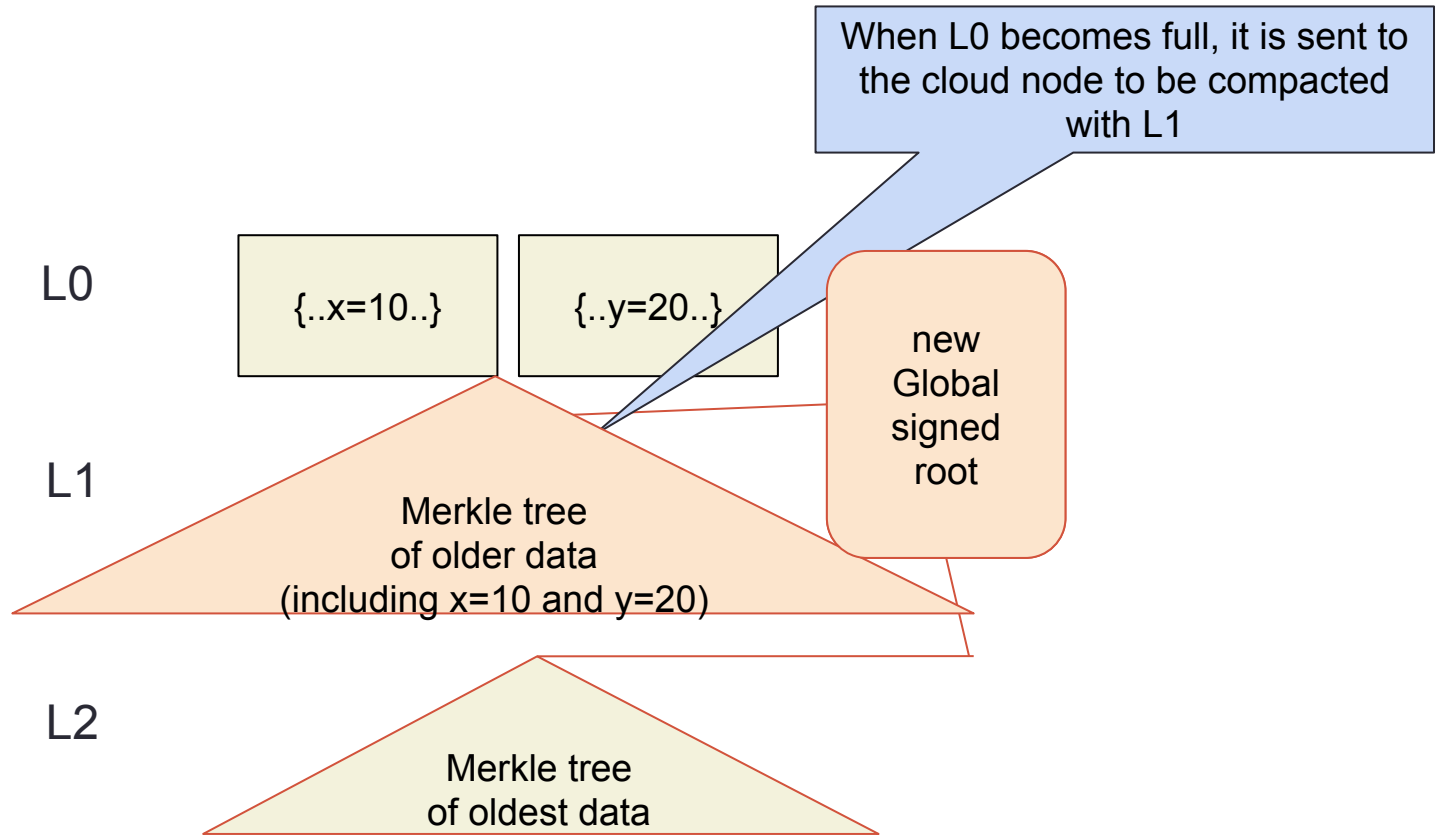 When L0 becomes full, it is sent to
the cloud node to be compacted
with L1
L0
{..x=10..}
{..y=20..}
new
Global
signed
root
L1
Merkle tree
of older data
(including x=10 and y=20)
L2
Merkle tree
of oldest data